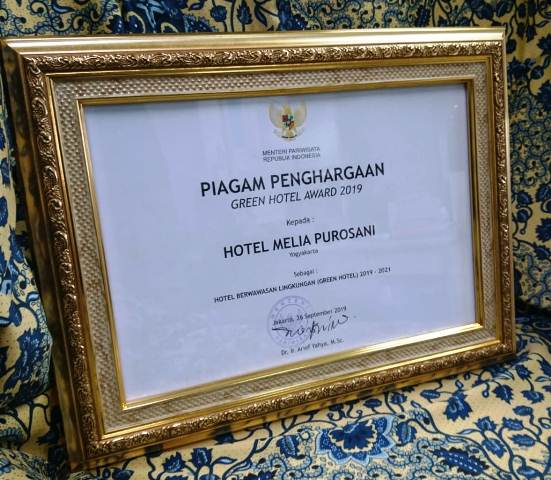 MENTERI PARIWISATA
REPUBLIK INDONESIA
PIAGAM PENGHARGAAN
GREEN HOTEL AWARD 2019
Kepada :
HOTEL MELIA PUROSANI
Yogyakarta
Sebagai :
HOTEL BERWAWASAN LINGKUNGAN (GREEN HOTEL) 2019 - 2021
Jakarta, 26 September 2019
Dr. Ir. Arief Yahya, M.Sc.